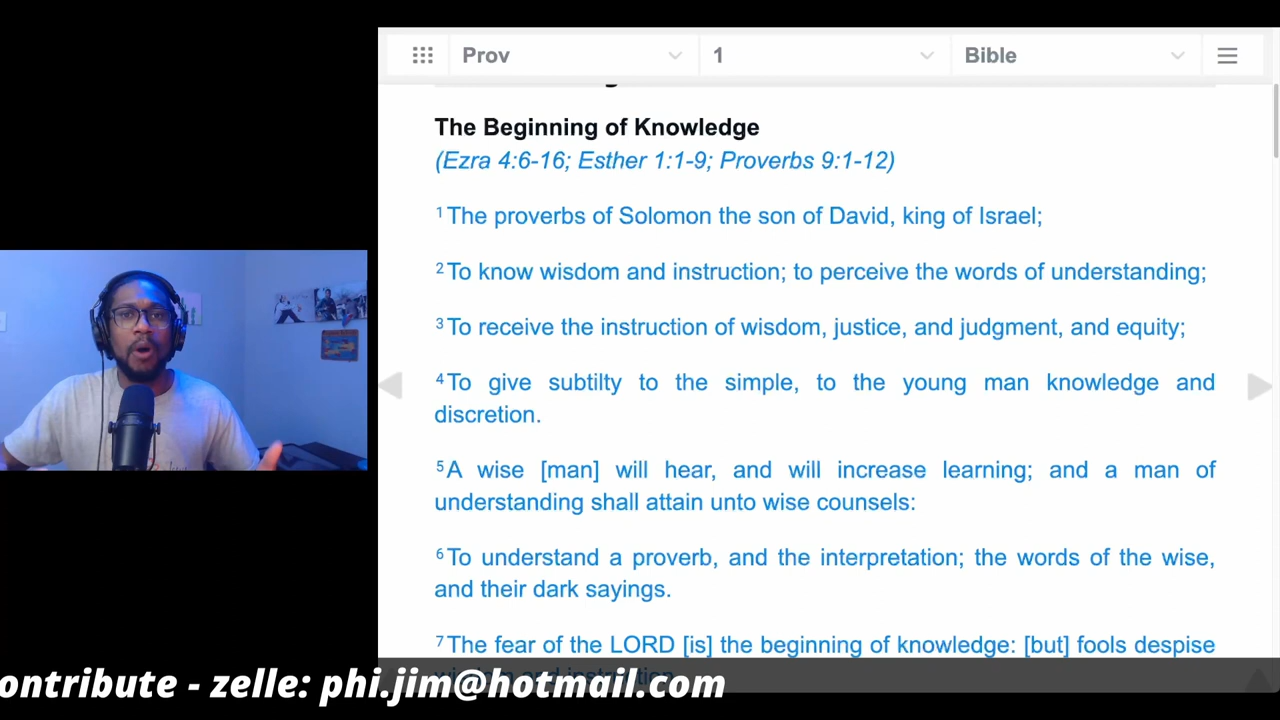 Prov 1 Bible
The Beginning of Knowledge
(Ezra 4:6-16; Esther 1:1-9; Proverbs 9:1-12)
1 The proverbs of Solomon the son of David, king of Israel;
2 To know wisdom and instruction; to perceive the words of understanding;
3 To receive the instruction of wisdom, justice, and judgment, and equity;
4 To give subtilty to the simple, to the young man knowledge and
discretion.
5 A wise [man] will hear, and will increase learning; and a man of
understanding shall attain unto wise counsels:
6 To understand a proverb, and the interpretation; the words of the wise,
and their dark sayings.
7 The fear of the LORD [is] the beginning of knowledge: [but] fools despise
wisdom and instruction.
ontribute - zelle: phi.jim@hotmail.com